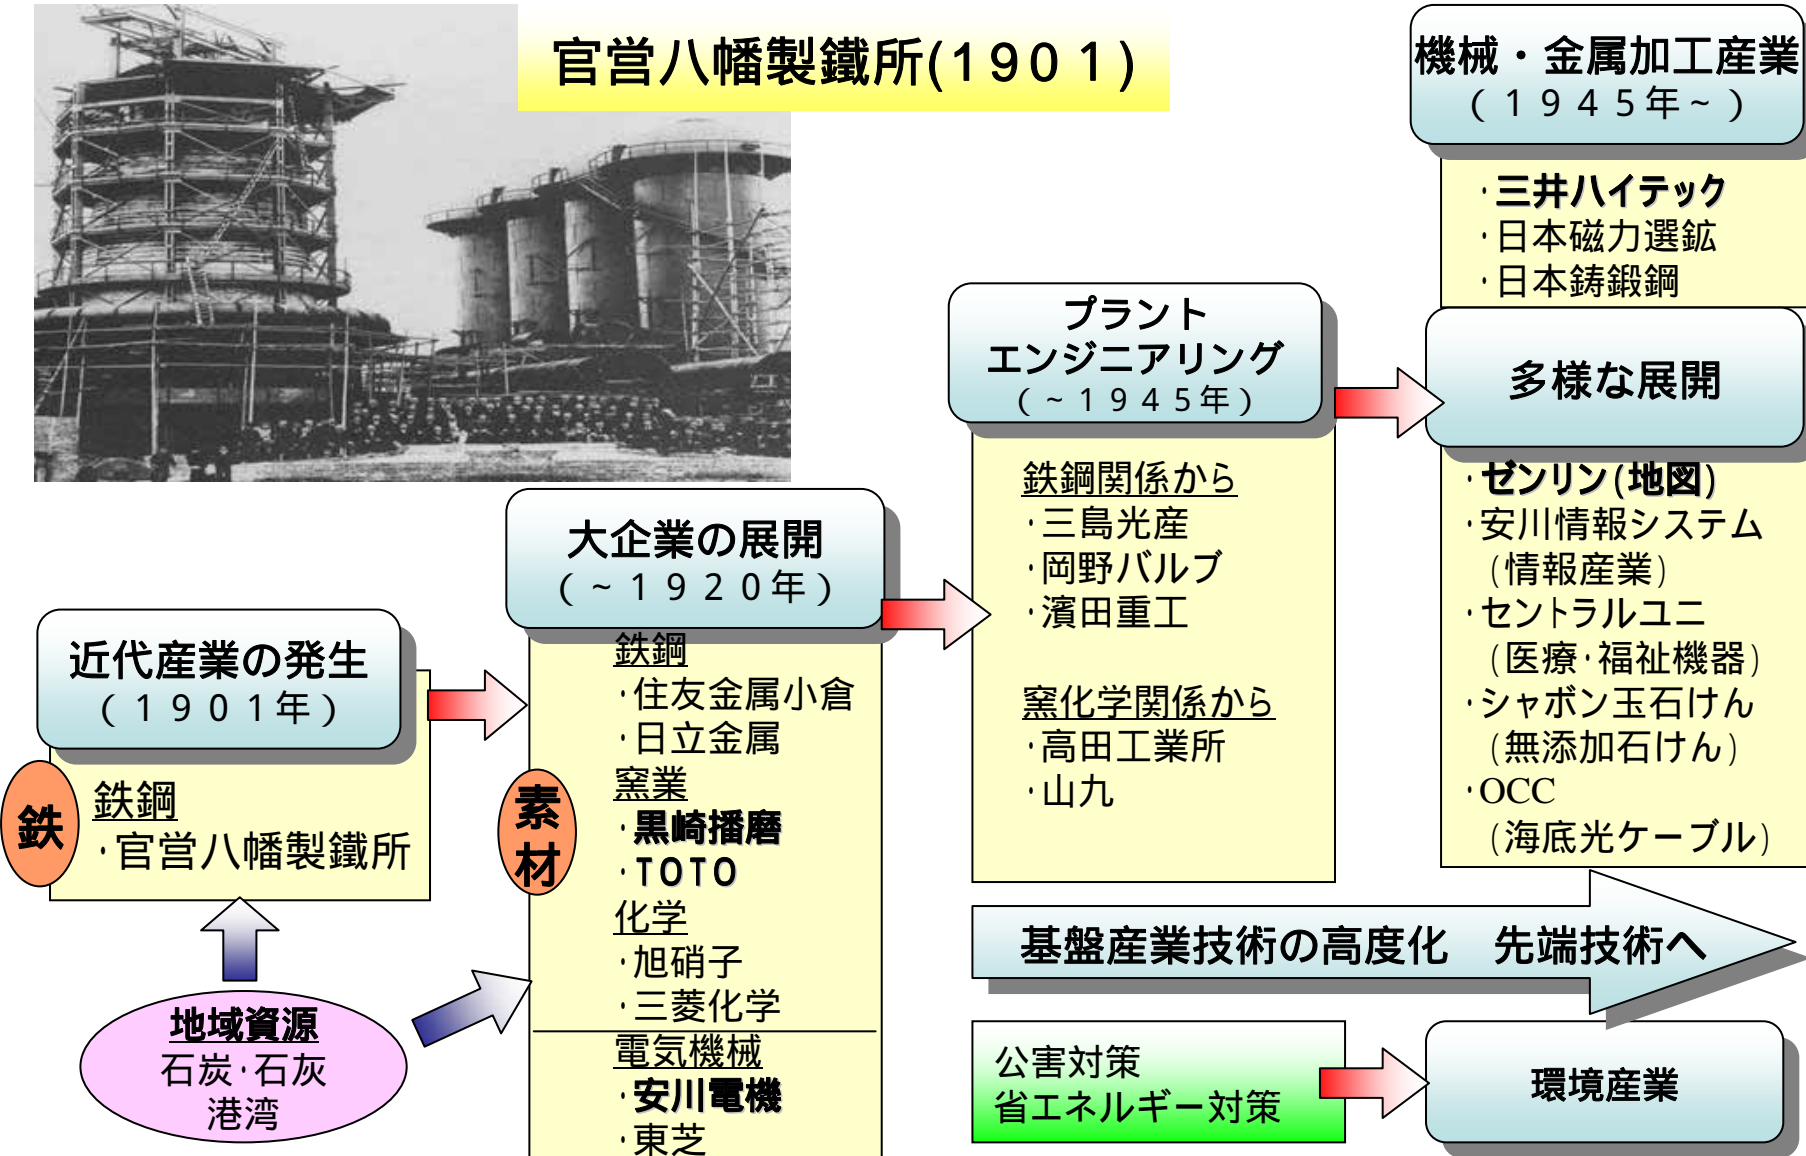 官営八幡製鐵所(1901)
機械・金属加工産業
(1945年~)
・三井ハイテック
・日本磁力選鉱
・日本鋳鍛鋼
プラント
エンジニアリング
(~1945年)
鉄鋼関係から
・三島光産
・岡野バルブ
・濱田重工
窯化学関係から
・高田工業所
・山九
多様な展開
・ゼンリン(地図)
・安川情報システム
(情報産業)
・セントラルユニ
(医療・福祉機器)
・シャボン玉石けん
(無添加石けん)
・OCC
(海底光ケーブル)
大企業の展開
(~1920年)
素
材
鉄鋼
・住友金属小倉
・日立金属
窯業
・黒崎播磨
・TOTO
化学
・旭硝子
・三菱化学
電気機械
・安川電機
・東芝
近代産業の発生
(1901年)
鉄
鉄鋼
・官営八幡製鐵所
地域資源
石炭・石灰
港湾
基盤産業技術の高度化　先端技術へ
公害対策
省エネルギー対策
環境産業